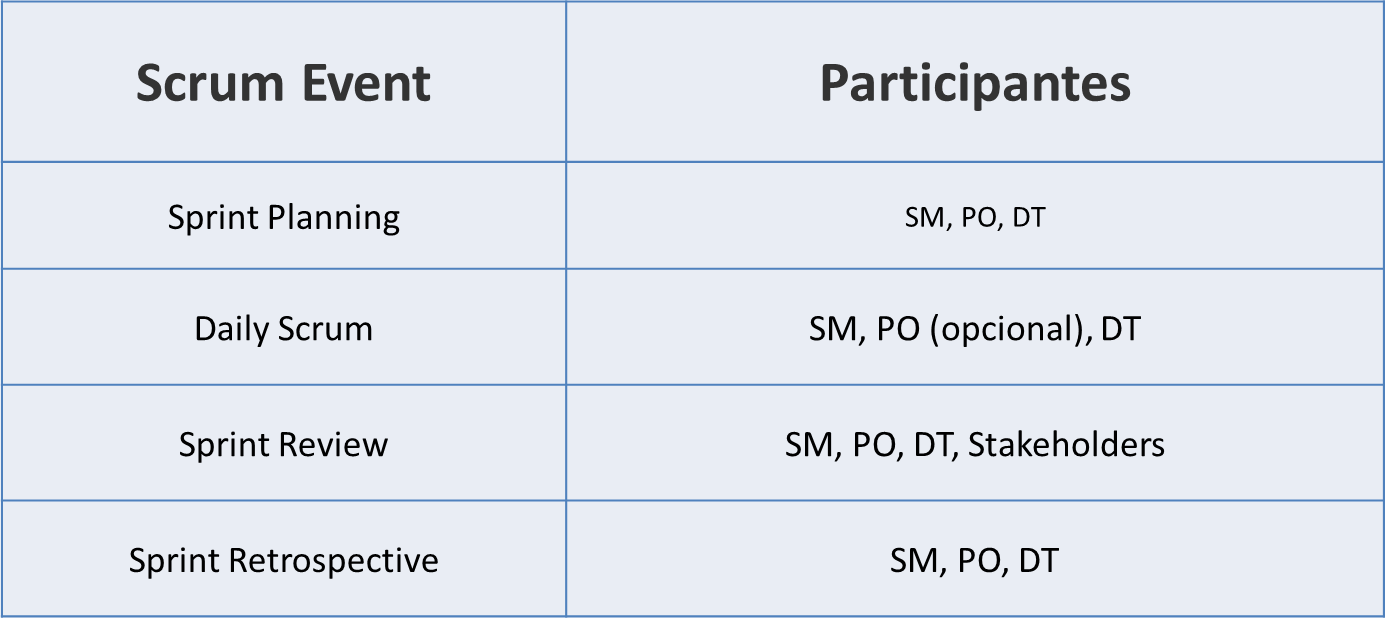 Scrum Event Participantes
Sprint Planning SM, PO, DT
Daily Scrum SM, PO (opcional), DT
Sprint Review SM, PO, DT, Stakeholders
Sprint Retrospective SM, PO, DT